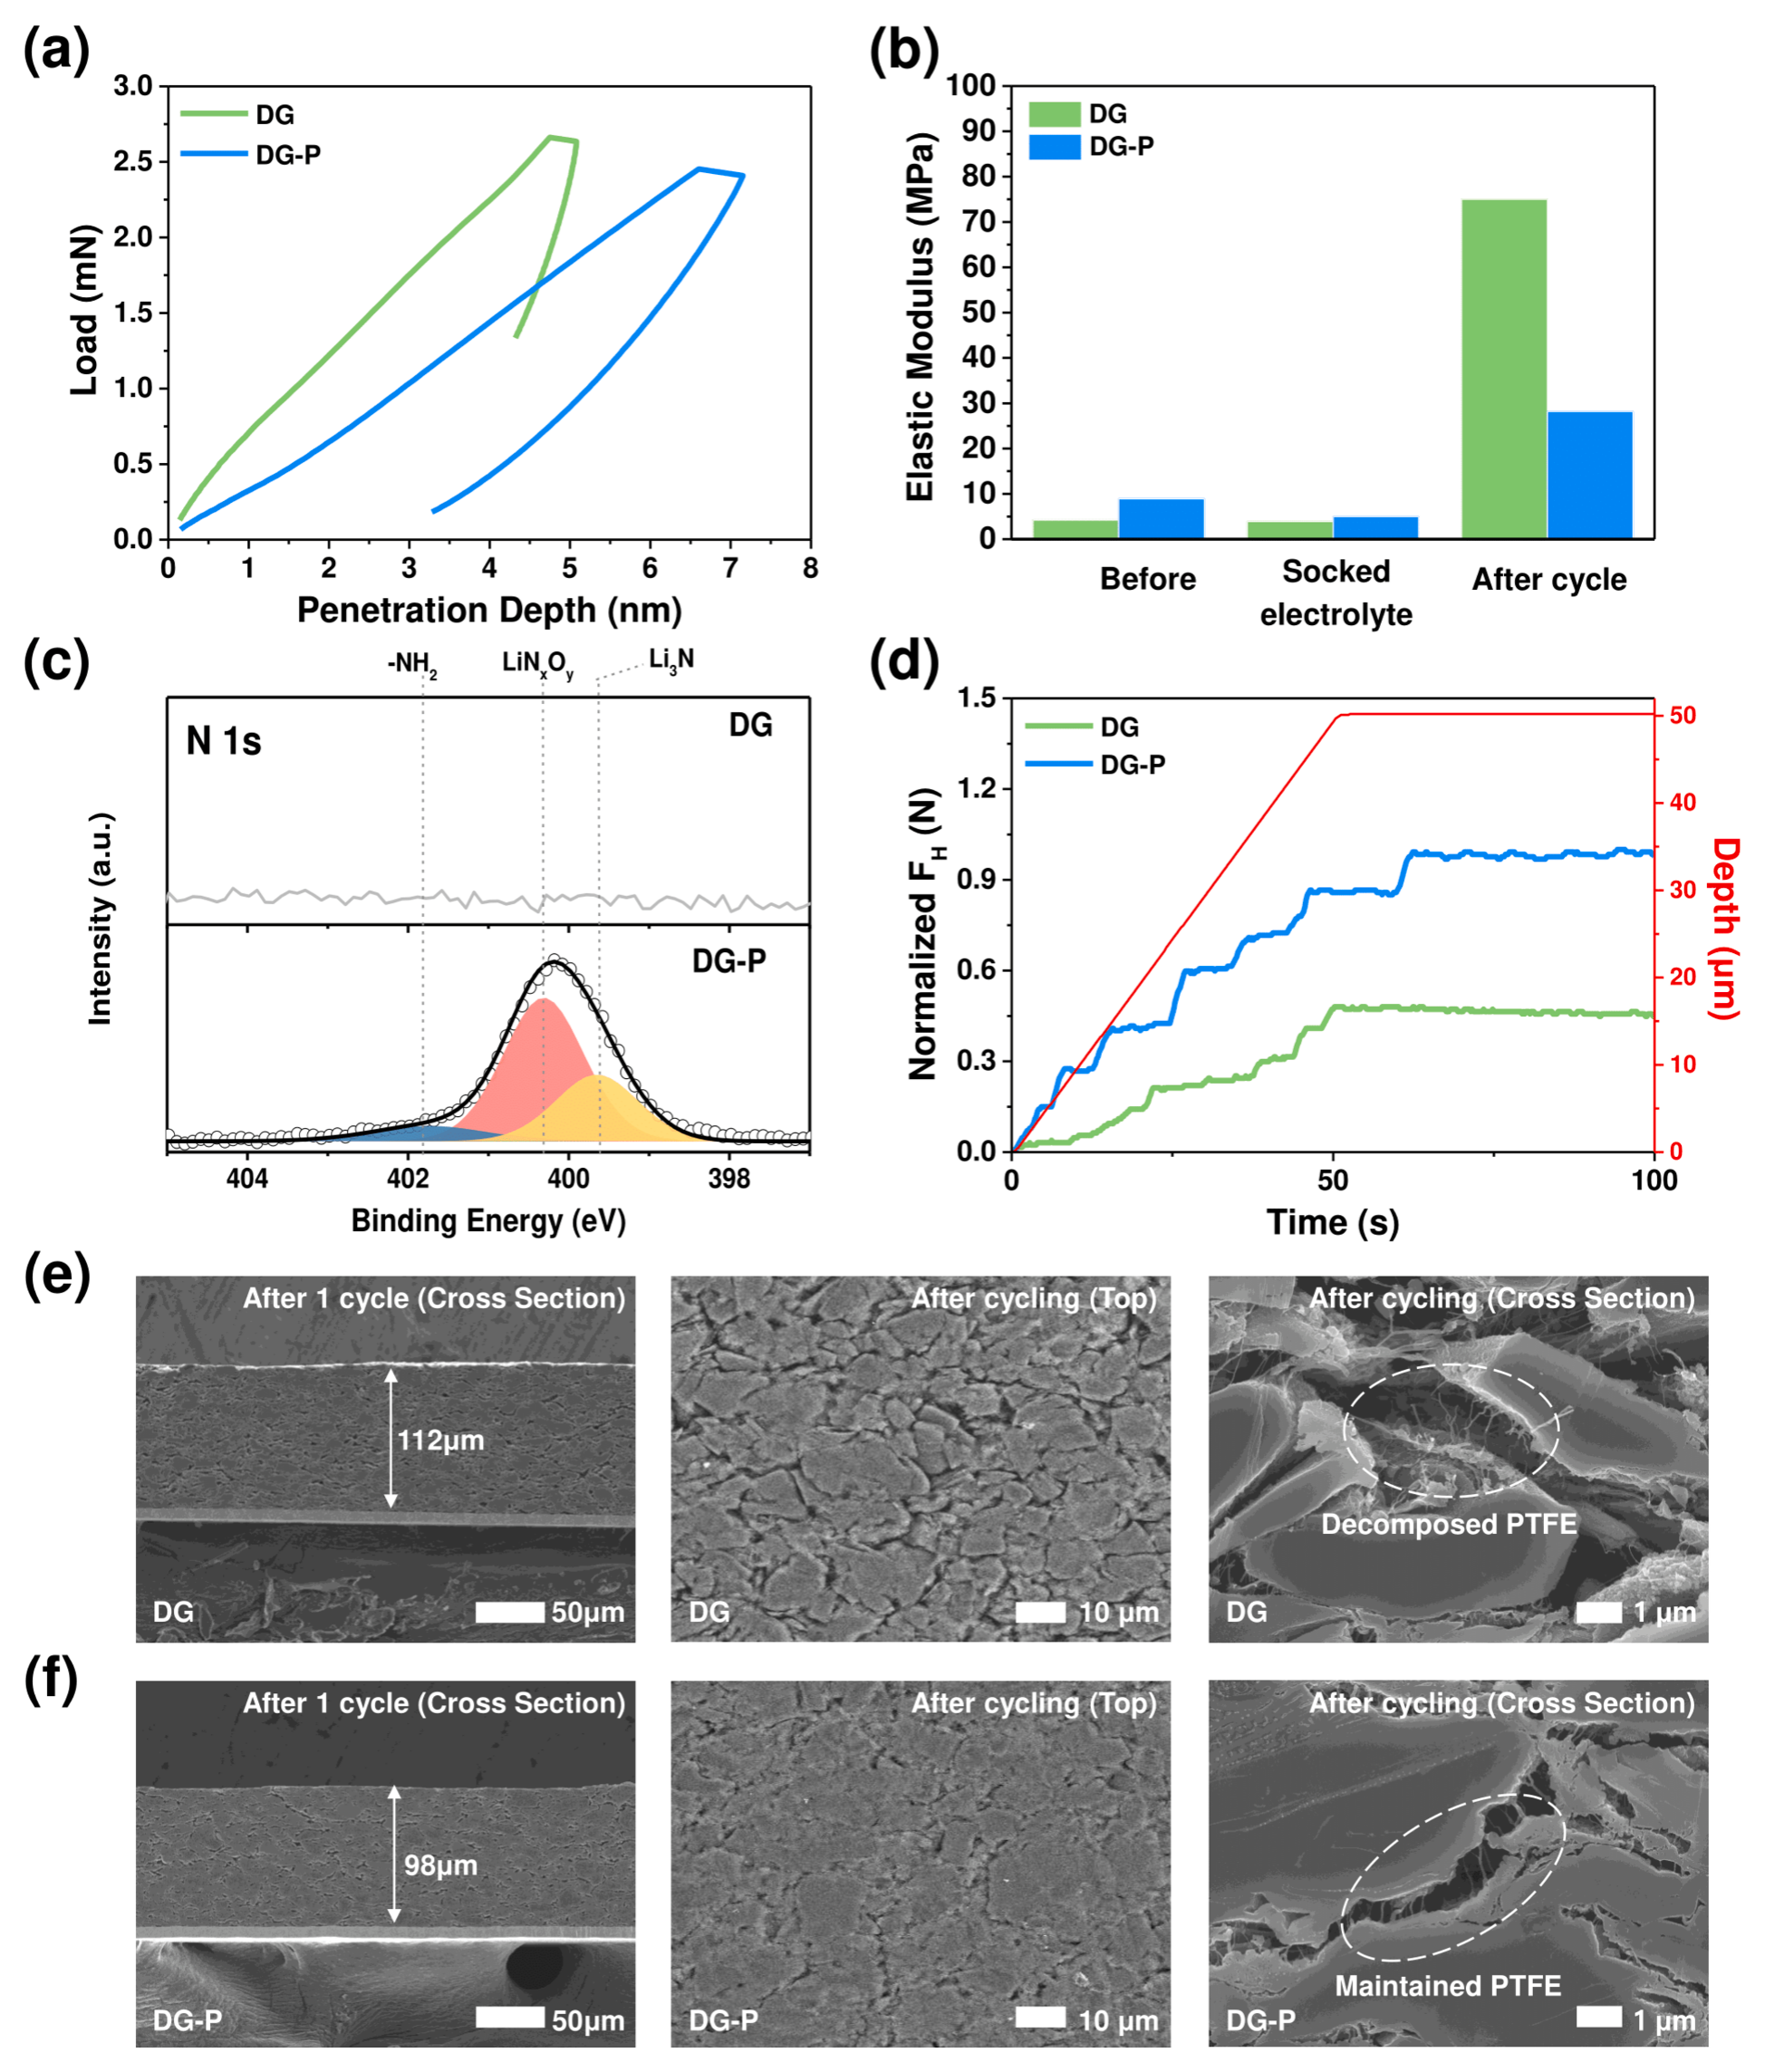 (a)
3.0
2.5
2.0
1.5
1.0
0.5
0.0
Load (mN)
DG
DG-P
0 1 2 3 4 5 6 7 8
Penetration Depth (nm)
(b)
100
90
80
70
60
50
40
30
20
10
0
Elastic Modulus (MPa)
DG
DG-P
Before
Socked
electrolyte
After cycle
(c)
-NH2
LiNxOy
Li3N
N 1s
DG
DG-P
Intensity (a.u.)
404 402 400 398
Binding Energy (eV)
(d)
1.5
1.2
0.9
0.6
0.3
0.0
Normalized FH (N)
DG
DG-P
50
40
30
20
10
0
Depth (μm)
0 50 100
Time (s)
(e)
After 1 cycle (Cross Section)
112μm
DG
50μm
After cycling (Top)
DG
10 μm
After cycling (Cross Section)
Decomposed PTFE
DG
1 μm
(f)
After 1 cycle (Cross Section)
98μm
DG-P
50μm
After cycling (Top)
DG-P
10 μm
After cycling (Cross Section)
Maintained PTFE
DG-P
1 μm